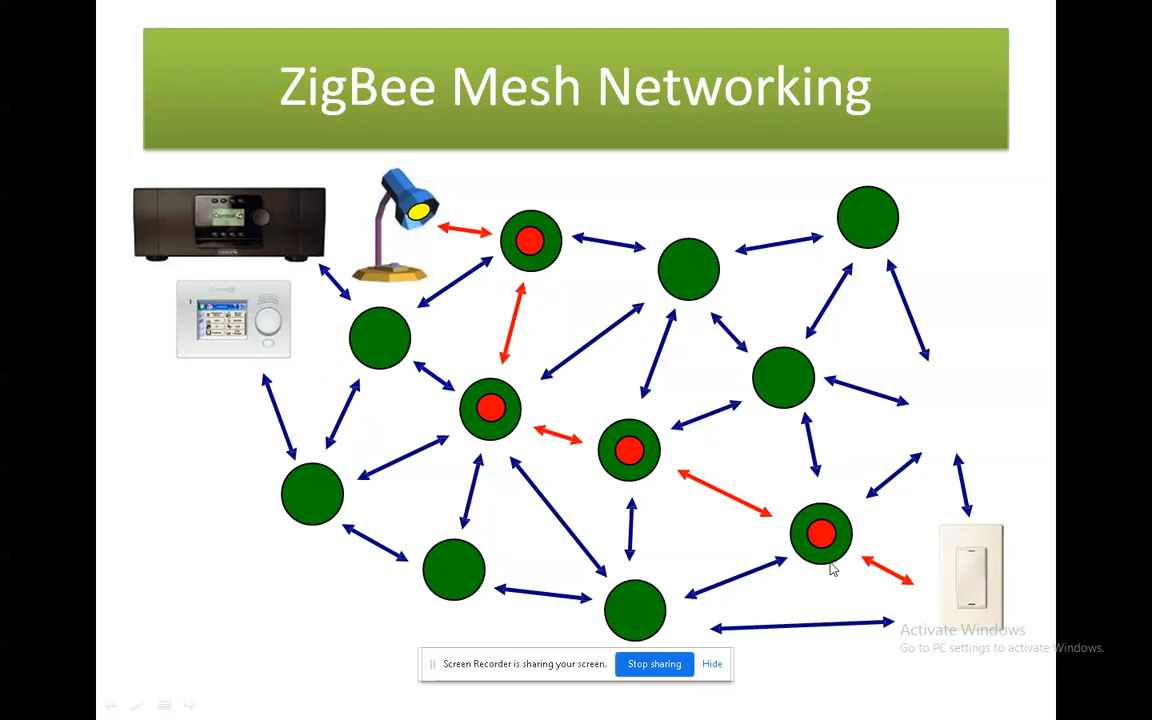 ZigBee Mesh Networking
Activate Windows
Go to PC settings to activate Windows.
Screen Recorder is sharing your screen.
Stop sharing
Hide